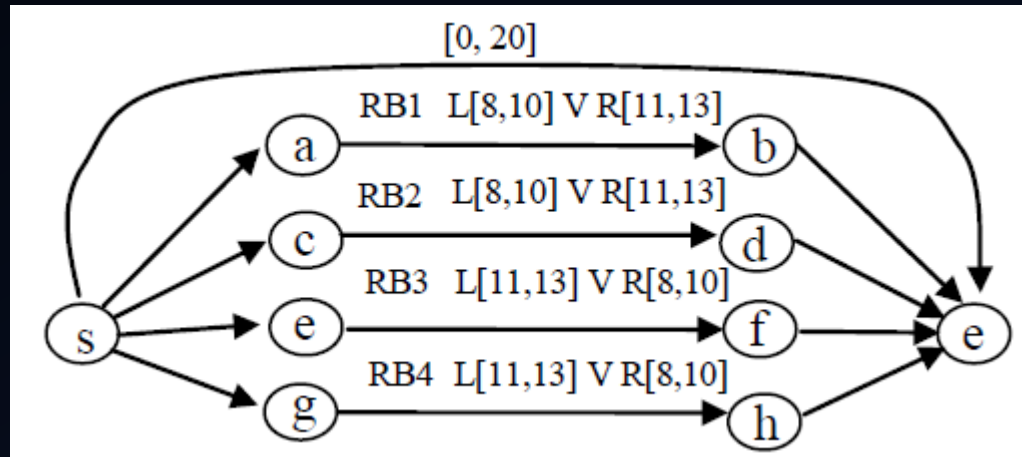 [0, 20]
RB1 L[8,10] V R[11,13]
a b
RB2 L[8,10] V R[11,13]
c d
RB3 L[11,13] V R[8,10]
s e f e
RB4 L[11,13] V R[8,10]
g h